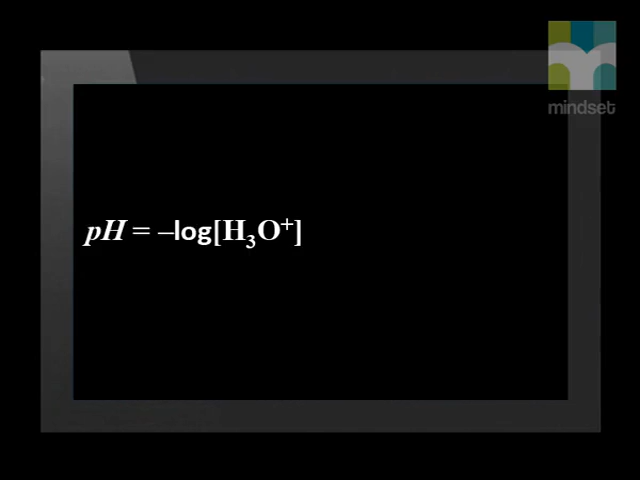 mindset
pH = –log[H₃O⁺]